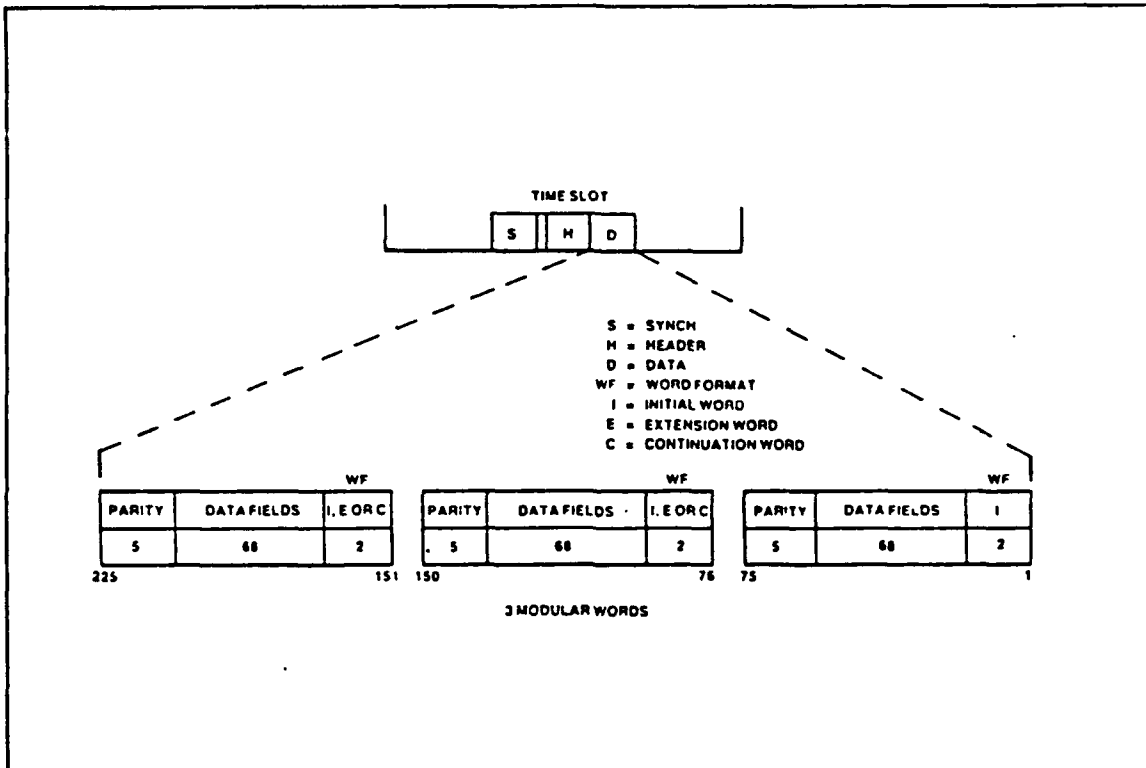 TIME SLOT
S H D
S = SYNCH
H = HEADER
D = DATA
WF = WORD FORMAT
I = INITIAL WORD
E = EXTENSION WORD
C = CONTINUATION WORD
WF WF WF
PARITY DATA FIELDS I, E OR C PARITY DATA FIELDS I, E OR C PARITY DATA FIELDS I
5 68 2 5 68 2 5 68 2
225 151 150 76 75 1
3 MODULAR WORDS